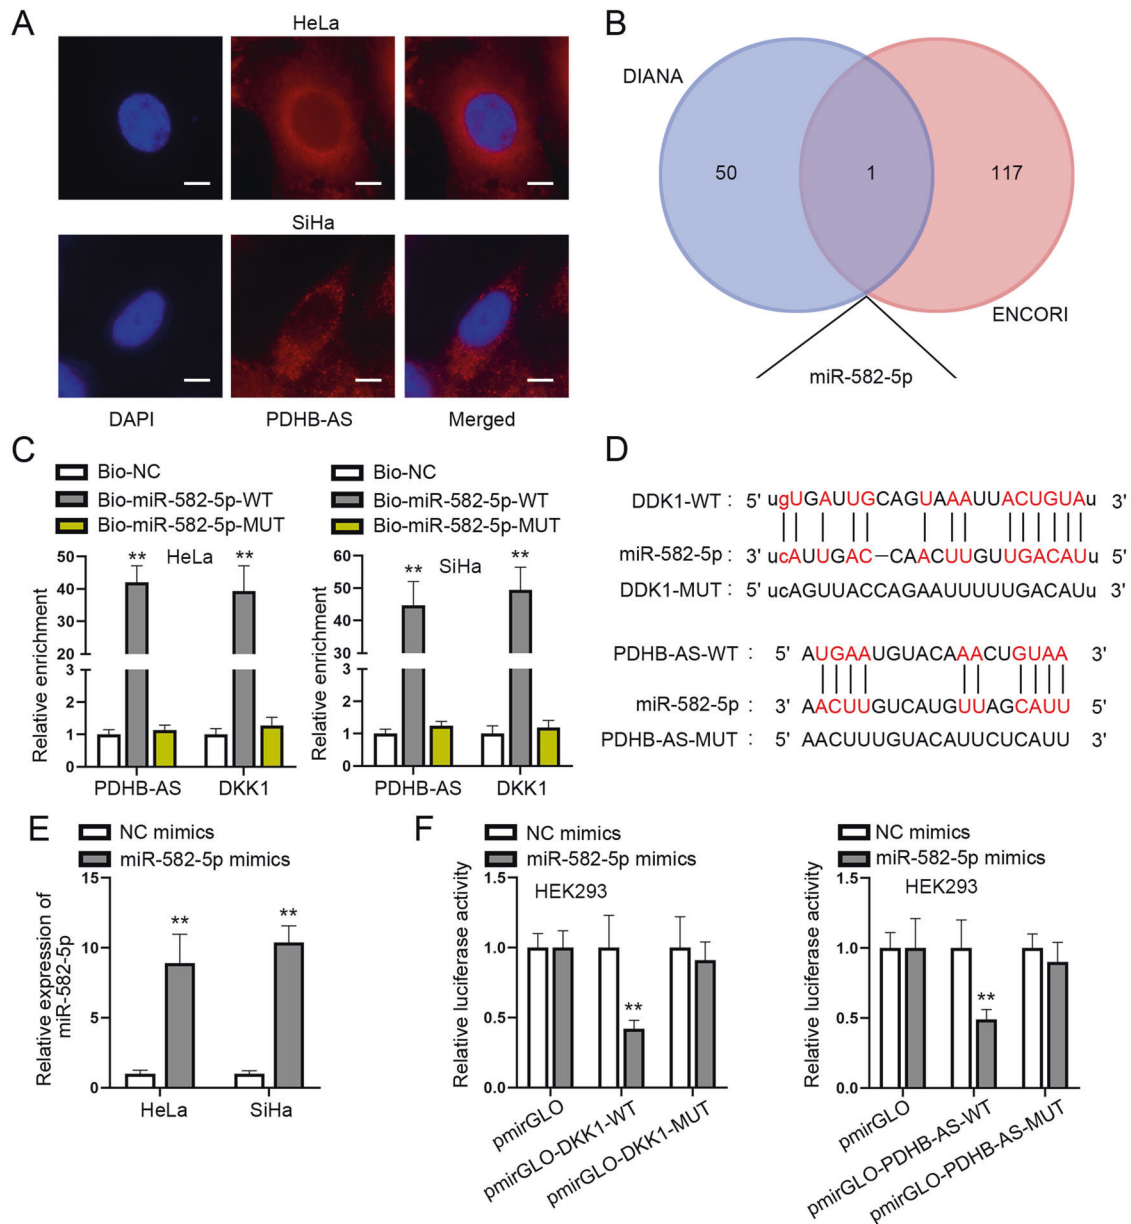 A
HeLa
SiHa
DAPI
PDHB-AS
Merged
B
DIANA
50
1
117
ENCORI
miR-582-5p
C
Bio-NC
Bio-miR-582-5p-WT
Bio-miR-582-5p-MUT
Relative enrichment
50
40
30
20
3
2
1
0
HeLa
**
**
PDHB-AS
DKK1
Bio-NC
Bio-miR-582-5p-WT
Bio-miR-582-5p-MUT
Relative enrichment
60
50
40
30
3
2
1
0
SiHa
**
**
PDHB-AS
DKK1
D
DDK1-WT : 5' ugUGAUUGCAGUAAAUUACUGUAu 3'
miR-582-5p : 3' ucAUUGAC–CAACUUGUUGACAUu 5'
DDK1-MUT : 5' ucAGUUACCAGAAUUUUUGACAUu 3'
PDHB-AS-WT : 5' AUGAAUGUACAAACUGUAA 3'
miR-582-5p : 3' AACUUGUCAUGUUAGCAUU 5'
PDHB-AS-MUT : 5' AACUUUGUACAUUCUCAUU 3'
E
NC mimics
miR-582-5p mimics
Relative expression of
miR-582-5p
15
10
5
0
**
**
HeLa
SiHa
F
NC mimics
miR-582-5p mimics
Relative luciferase activity
1.5
1.0
0.5
0.0
HEK293
**
pmirGLO
pmirGLO-DKK1-WT
pmirGLO-DKK1-MUT
NC mimics
miR-582-5p mimics
Relative luciferase activity
1.5
1.0
0.5
0.0
HEK293
**
pmirGLO
pmirGLO-PDHB-AS-WT
pmirGLO-PDHB-AS-MUT